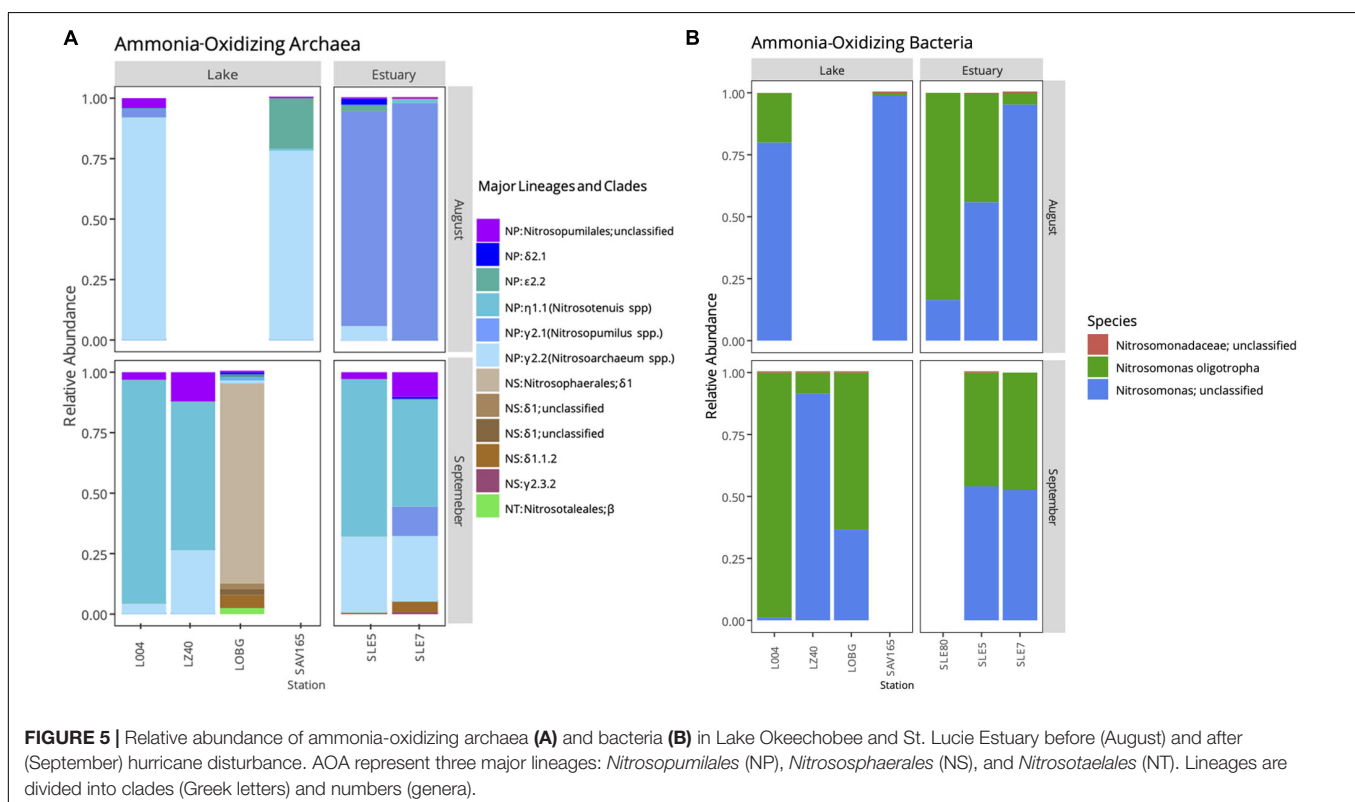 A
Ammonia-Oxidizing Archaea
Lake
Estuary
1.00
0.75
0.50
0.25
0.00
August
1.00
0.75
0.50
0.25
0.00
Septemeber
Relative Abundance
L004
LZ40
LOBG
SAV165
SLE5
SLE7
Station
Major Lineages and Clades
NP:Nitrosopumilales;unclassified
NP:δ2.1
NP:ε2.2
NP:η1.1(Nitrosotenuis spp)
NP:γ2.1(Nitrosopumilus spp.)
NP:γ2.2(Nitrosoarchaeum spp.)
NS:Nitrosophaerales;δ1
NS:δ1;unclassified
NS:δ1;unclassified
NS:δ1.1.2
NS:γ2.3.2
NT:Nitrosotaleales;β
B
Ammonia-Oxidizing Bacteria
Lake
Estuary
1.00
0.75
0.50
0.25
0.00
August
1.00
0.75
0.50
0.25
0.00
September
Relative Abundance
L004
LZ40
LOBG
SAV165
SLE80
SLE5
SLE7
Station
Species
Nitrosomonadaceae; unclassified
Nitrosomonas oligotropha
Nitrosomonas; unclassified
FIGURE 5 | Relative abundance of ammonia-oxidizing archaea (A) and bacteria (B) in Lake Okeechobee and St. Lucie Estuary before (August) and after
(September) hurricane disturbance. AOA represent three major lineages: Nitrosopumilales (NP), Nitrososphaerales (NS), and Nitrosotaelales (NT). Lineages are
divided into clades (Greek letters) and numbers (genera).